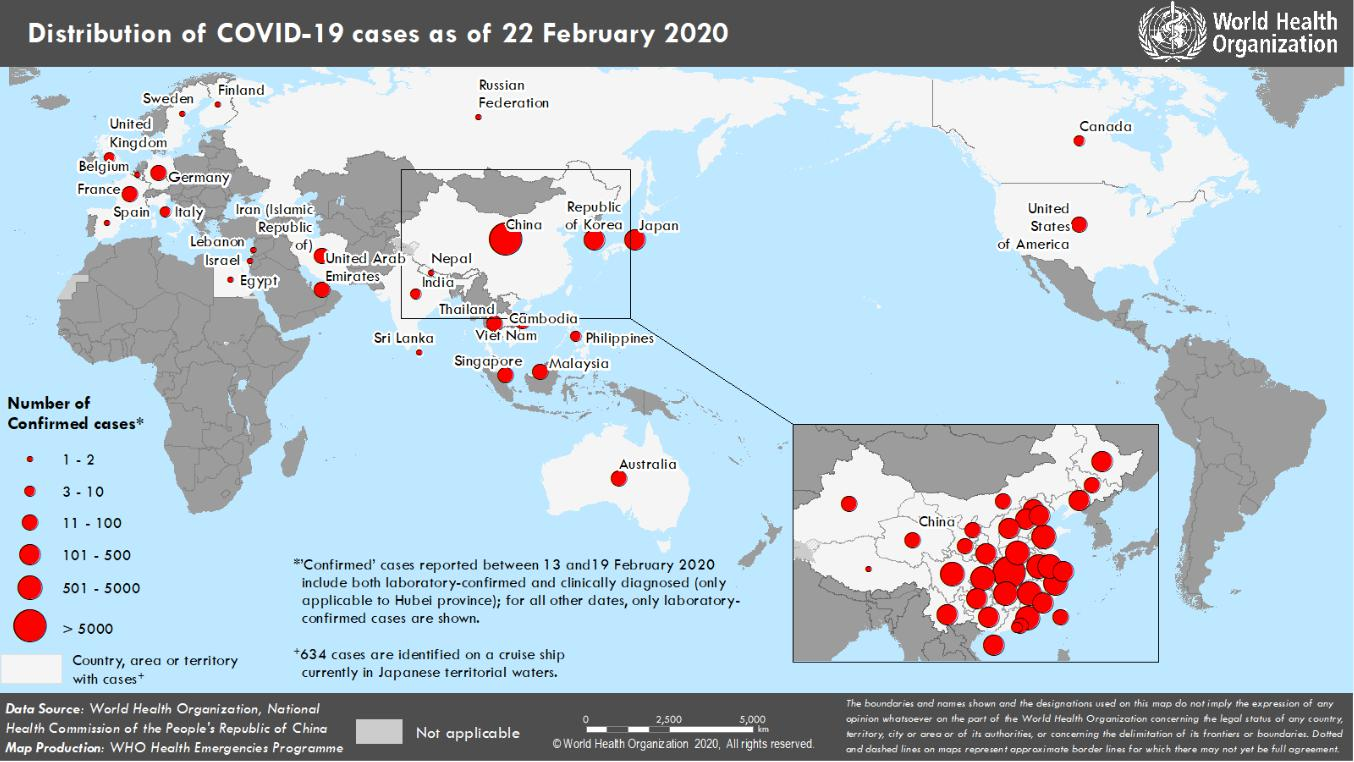 Distribution of COVID-19 cases as of 22 February 2020
World Health
Organization
Finland
Sweden
Russian
Federation
United
Kingdom
Belgium
Germany
France
Spain
Italy
Iran (Islamic
Republic
of)
Lebanon
Israel
Egypt
United Arab
Emirates
Nepal
India
China
Republic
of Korea
Japan
Thailand
Cambodia
Viet Nam
Philippines
Sri Lanka
Singapore
Malaysia
Australia
Canada
United
States
of America
China
Number of
Confirmed cases*
1 - 2
3 - 10
11 - 100
101 - 500
501 - 5000
> 5000
Country, area or territory
with cases+
*'Confirmed' cases reported between 13 and19 February 2020
include both laboratory-confirmed and clinically diagnosed (only
applicable to Hubei province); for all other dates, only laboratory-
confirmed cases are shown.
+634 cases are identified on a cruise ship
currently in Japanese territorial waters.
Data Source: World Health Organization, National
Health Commission of the People's Republic of China
Map Production: WHO Health Emergencies Programme
Not applicable
0 2,500 5,000
km
© World Health Organization 2020, All rights reserved.
The boundaries and names shown and the designations used on this map do not imply the expression of any
opinion whatsoever on the part of the World Health Organization concerning the legal status of any country,
territory, city or area or of its authorities, or concerning the delimitation of its frontiers or boundaries. Dotted
and dashed lines on maps represent approximate border lines for which there may not yet be full agreement.